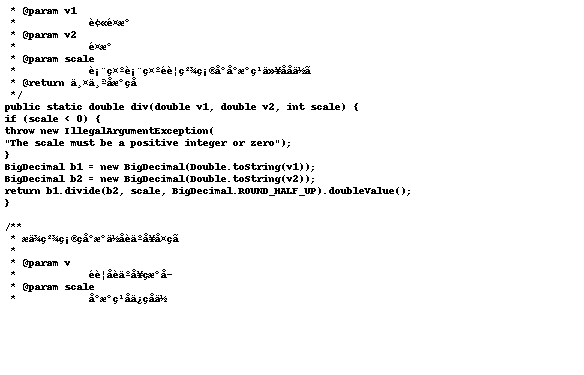 * @param v1
* è¢«é¤æ°
* @param v2
* é¤æ°
* @param scale
* è¡¨ç¤ºè¡¨ç¤ºéè¦ç²¾ç¡®å°å°æ°ç¹ä»¥åå ä½ã
* @return ä¸¤ä¸ªåæ°çå
*/
public static double div(double v1, double v2, int scale) {
if (scale < 0) {
throw new IllegalArgumentException(
"The scale must be a positive integer or zero");
}
BigDecimal b1 = new BigDecimal(Double.toString(v1));
BigDecimal b2 = new BigDecimal(Double.toString(v2));
return b1.divide(b2, scale, BigDecimal.ROUND_HALF_UP).doubleValue();
}
/**
* æä¾ç²¾ç¡®çå°æ°ä½åèäºå¥å¤çã
*
* @param v
* éè¦åèäºå¥çæ°å­
* @param scale
* å°æ°ç¹åä¿çå ä½